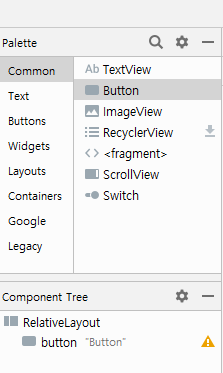 Palette
Common
Text
Buttons
Widgets
Layouts
Containers
Google
Legacy
Ab TextView
Button
ImageView
RecyclerView
<> <fragment>
ScrollView
Switch
Component Tree
RelativeLayout
button "Button"